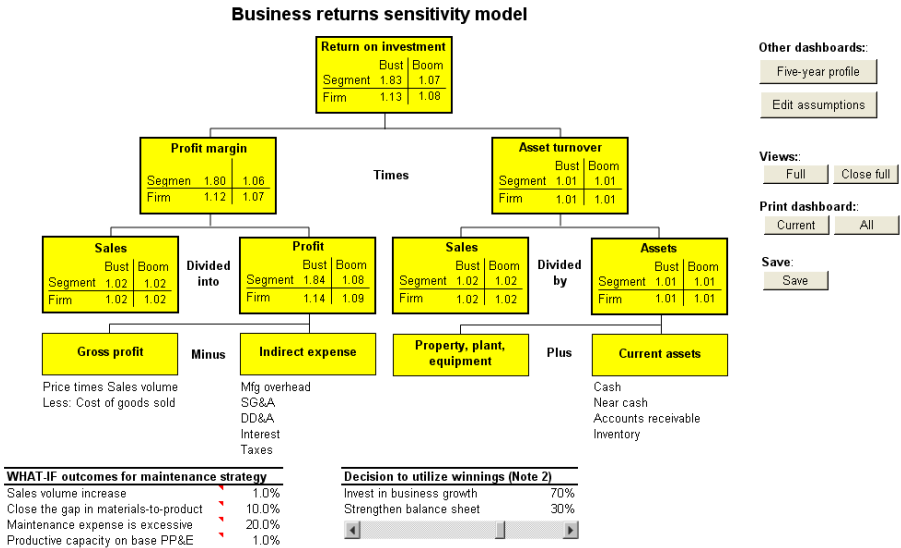 Business returns sensitivity model
Return on investment
Bust Boom
Segment 1.83 1.07
Firm 1.13 1.08
Other dashboards::
Five-year profile
Edit assumptions
Profit margin
Segmen 1.80 1.06
Firm 1.12 1.07
Times
Asset turnover
Bust Boom
Segment 1.01 1.01
Firm 1.01 1.01
Views::
Full Close full
Print dashboard::
Current All
Save:
Save
Sales
Bust Boom
Segment 1.02 1.02
Firm 1.02 1.02
Divided
into
Profit
Bust Boom
Segment 1.84 1.08
Firm 1.14 1.09
Sales
Bust Boom
Segment 1.02 1.02
Firm 1.02 1.02
Divided
by
Assets
Bust Boom
Segment 1.01 1.01
Firm 1.01 1.01
Gross profit
Minus
Indirect expense
Property, plant,
equipment
Plus
Current assets
Price times Sales volume
Less: Cost of goods sold
Mfg overhead
SG&A
DD&A
Interest
Taxes
Cash
Near cash
Accounts receivable
Inventory
WHAT-IF outcomes for maintenance strategy
Sales volume increase 1.0%
Close the gap in materials-to-product 10.0%
Maintenance expense is excessive 20.0%
Productive capacity on base PP&E 1.0%
Decision to utilize winnings (Note 2)
Invest in business growth 70%
Strengthen balance sheet 30%